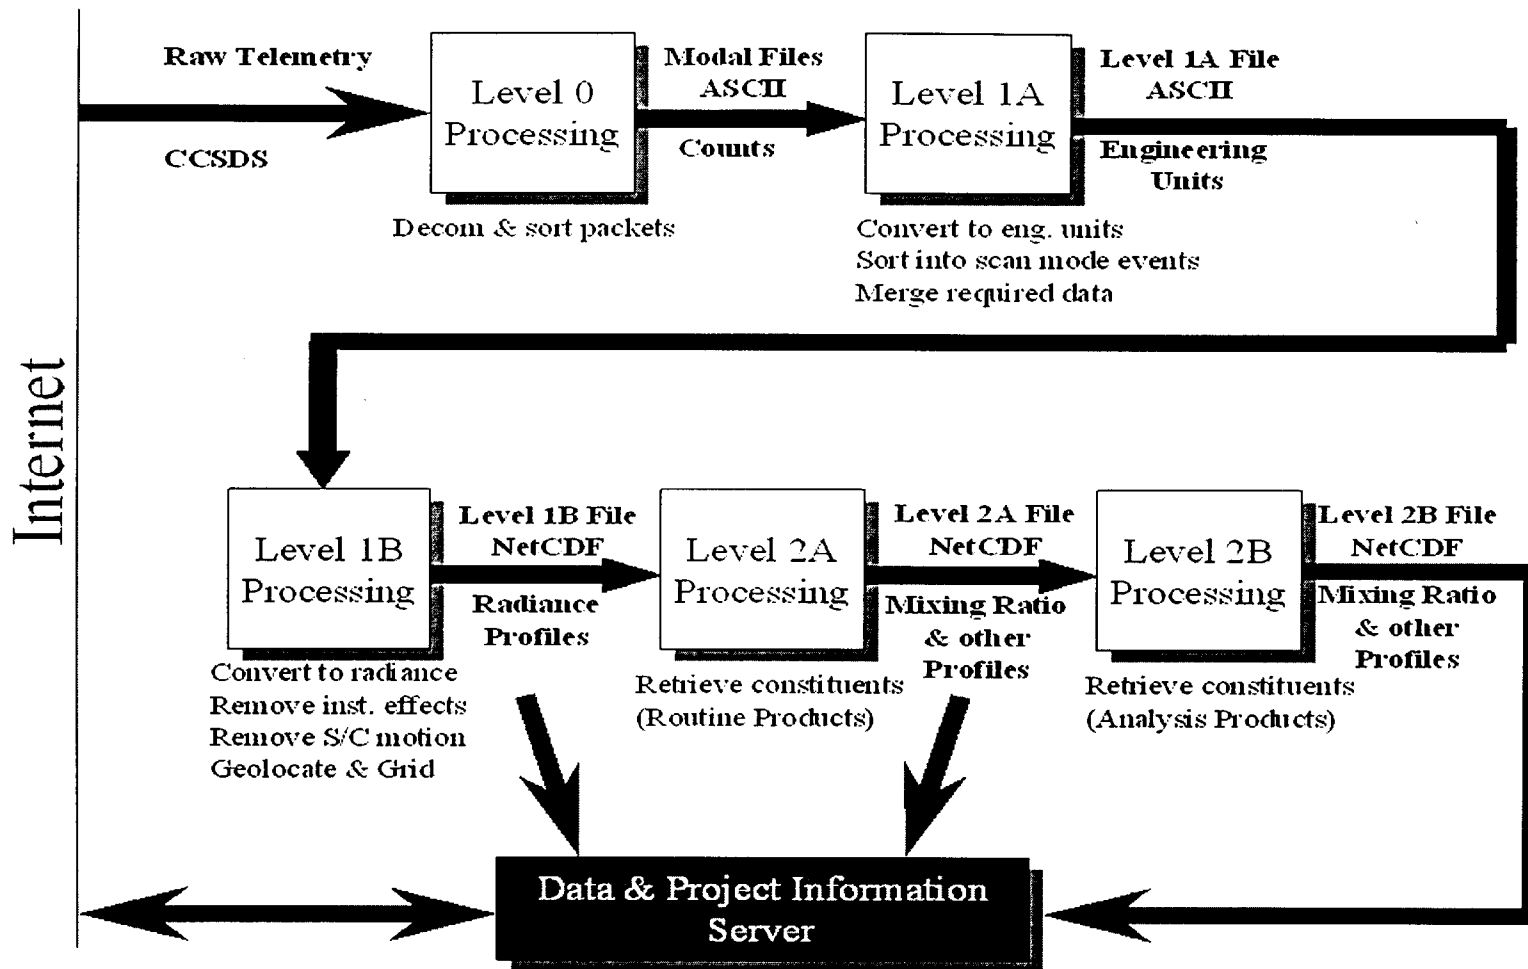 Raw Telemetry
CCSDS
Level 0
Processing
Decom & sort packets
Modal Files
ASCII
Counts
Level 1A
Processing
Convert to eng. units
Sort into scan mode events
Merge required data
Level 1A File
ASCII
Engineering
Units
Internet
Level 1B
Processing
Convert to radiance
Remove inst. effects
Remove S/C motion
Geolocate & Grid
Level 1B File
NetCDF
Radiance
Profiles
Level 2A
Processing
Retrieve constituents
(Routine Products)
Level 2A File
NetCDF
Mixing Ratio
& other
Profiles
Level 2B
Processing
Retrieve constituents
(Analysis Products)
Level 2B File
NetCDF
Mixing Ratio
& other
Profiles
Data & Project Information
Server